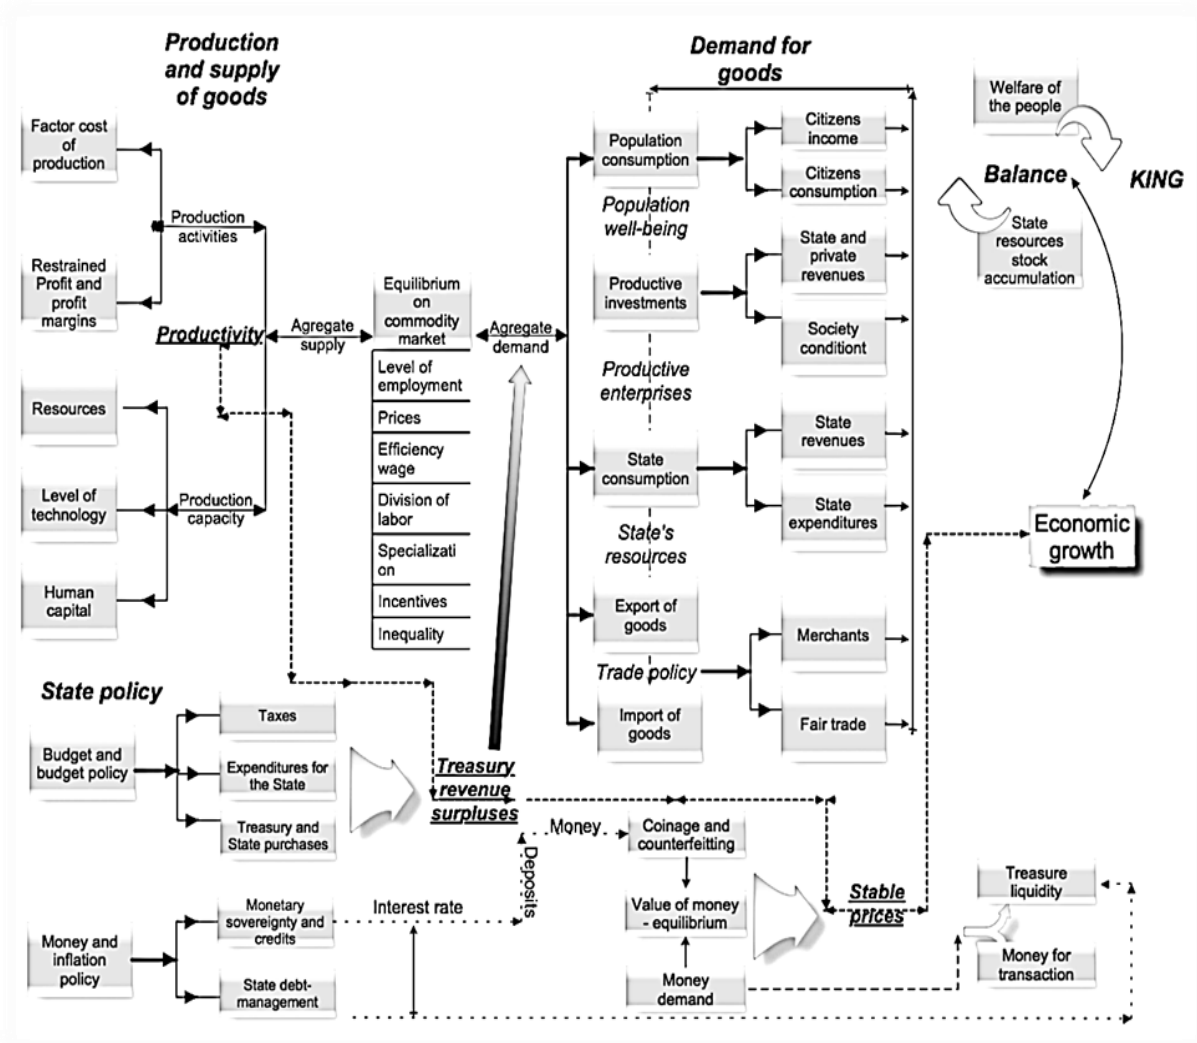 Production
and supply
of goods
Factor cost
of
production
Production
activities
Restrained
Profit and
profit
margins
Productivity
Agregate
supply
Resources
Level of
technology
Production
capacity
Human
capital
Equilibrium
on
commodity
market
Level of
employment
Prices
Efficiency
wage
Division of
labor
Specializati
on
Incentives
Inequality
Agregate
demand
Demand for
goods
Population
consumption
Citizens
income
Citizens
consumption
Population
well-being
Productive
investments
State and
private
revenues
Society
conditiont
Productive
enterprises
State
consumption
State
revenues
State
expenditures
State's
resources
Export of
goods
Trade policy
Merchants
Import of
goods
Fair trade
Welfare of
the people
Balance
KING
State
resources
stock
accumulation
Economic
growth
State policy
Budget and
budget policy
Taxes
Expenditures for
the State
Treasury and
State purchases
Treasury
revenue
surpluses
Money and
inflation
policy
Monetary
sovereignty and
credits
State debt-
management
Interest rate
Deposits
Money
Coinage and
counterfeitting
Value of money
- equilibrium
Money
demand
Stable
prices
Treasure
liquidity
Money for
transaction